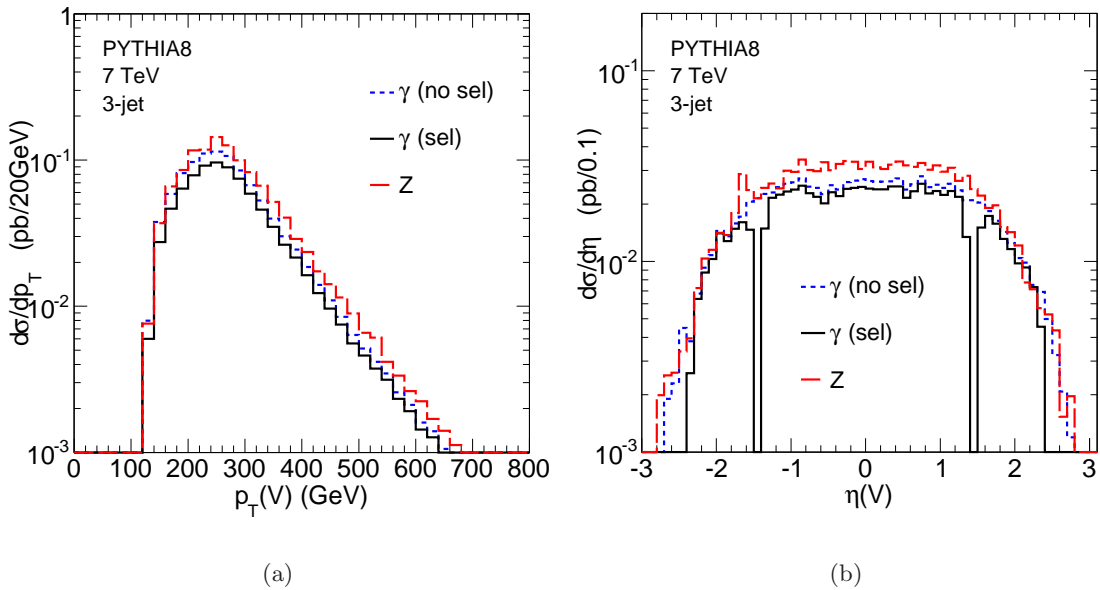 dσ/dp_T (pb/20GeV)
1
10^-1
10^-2
10^-3
PYTHIA8
7 TeV
3-jet
γ (no sel)
γ (sel)
Z
0 100 200 300 400 500 600 700 800
p_T(V) (GeV)
(a)
dσ/dη (pb/0.1)
10^-1
10^-2
10^-3
PYTHIA8
7 TeV
3-jet
γ (no sel)
γ (sel)
Z
-3 -2 -1 0 1 2 3
η(V)
(b)